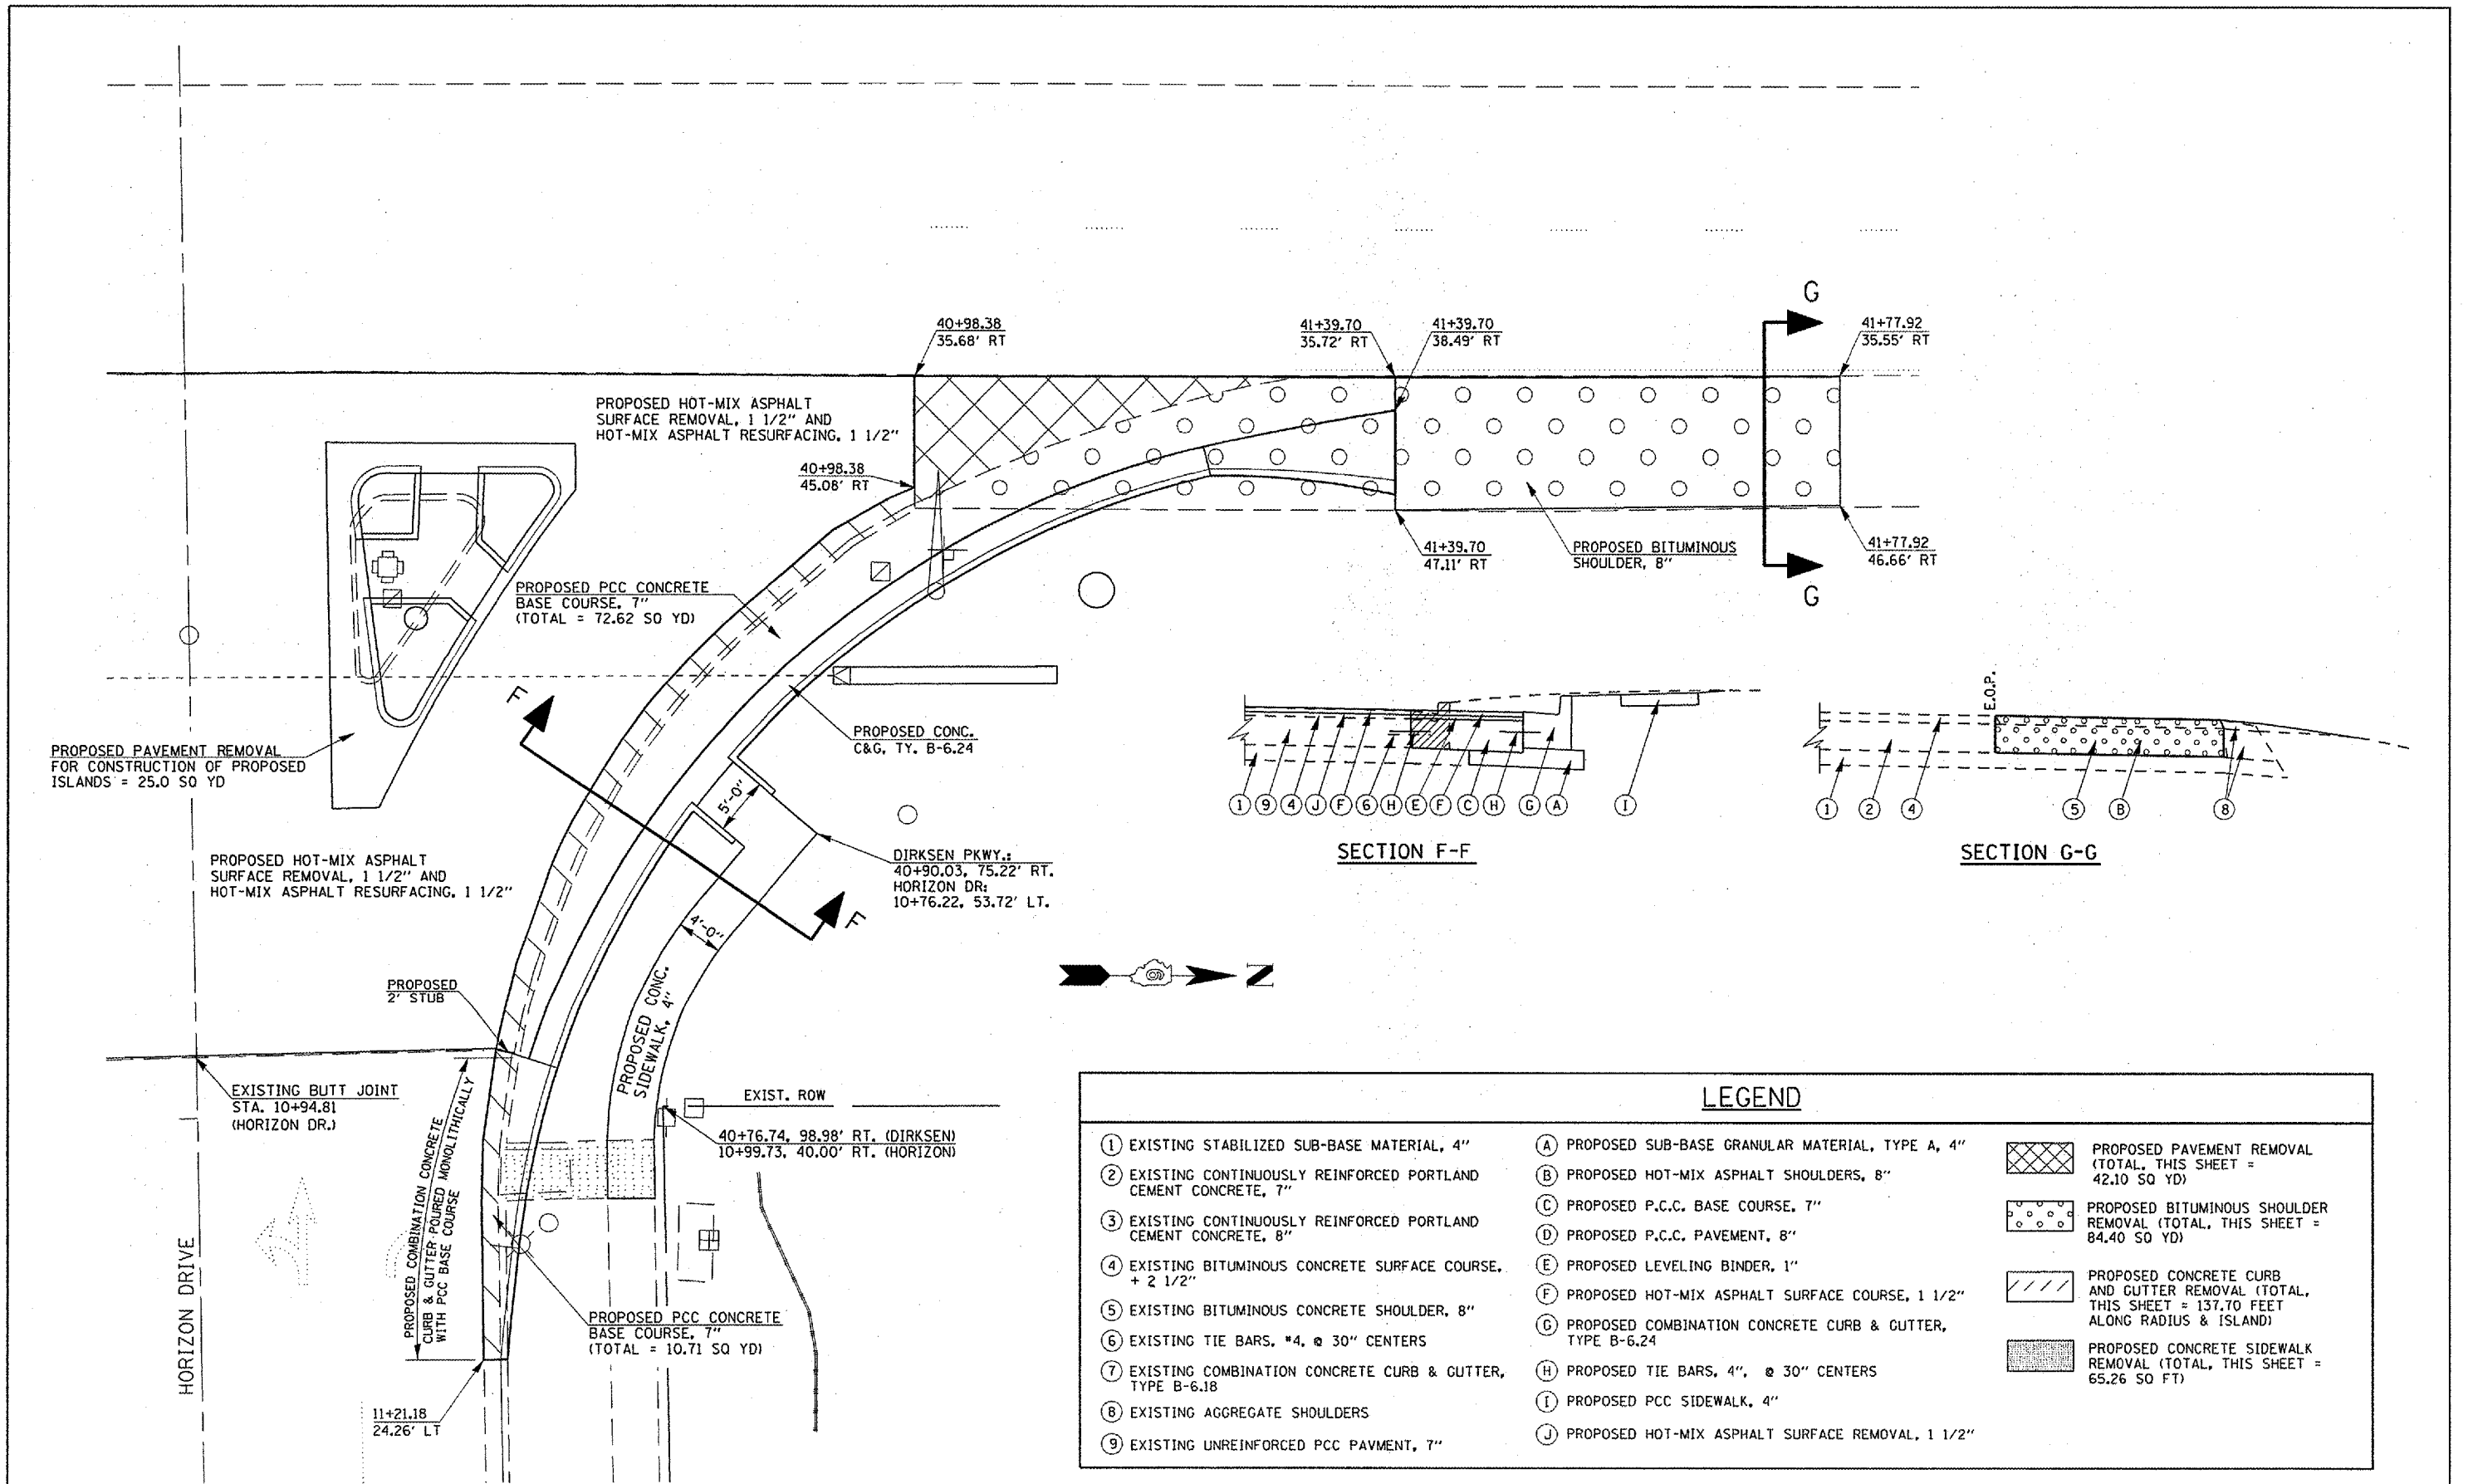 G
40+98.38
35.68' RT
41+39.70
35.72' RT
41+39.70
38.49' RT
41+77.92
35.55' RT
PROPOSED HOT-MIX ASPHALT
SURFACE REMOVAL, 1 1/2" AND
HOT-MIX ASPHALT RESURFACING, 1 1/2"
40+98.38
45.08' RT
41+39.70
47.11' RT
PROPOSED BITUMINOUS
SHOULDER, 8"
41+77.92
46.66' RT
G
PROPOSED PCC CONCRETE
BASE COURSE, 7"
(TOTAL = 72.62 SQ YD)
F
PROPOSED CONC.
C&G, TY. B-6.24
PROPOSED PAVEMENT REMOVAL
FOR CONSTRUCTION OF PROPOSED
ISLANDS = 25.0 SQ YD
5'-0"
E.O.P.
1 9 4 J F 6 H E F C H G A I
SECTION F-F
1 2 4 5 B 8
SECTION G-G
PROPOSED HOT-MIX ASPHALT
SURFACE REMOVAL, 1 1/2" AND
HOT-MIX ASPHALT RESURFACING, 1 1/2"
DIRKSEN PKWY.:
40+90.03, 75.22' RT.
HORIZON DR:
10+76.22, 53.72' LT.
F
4'-0"
N
PROPOSED
2' STUB
PROPOSED CONC.
SIDEWALK, 4"
EXISTING BUTT JOINT
STA. 10+94.81
(HORIZON DR.)
EXIST. ROW
40+76.74, 98.98' RT. (DIRKSEN)
10+99.73, 40.00' RT. (HORIZON)
PROPOSED COMBINATION CONCRETE
CURB & GUTTER POURED MONOLITHICALLY
WITH PCC BASE COURSE
HORIZON DRIVE
PROPOSED PCC CONCRETE
BASE COURSE, 7"
(TOTAL = 10.71 SQ YD)
11+21.18
24.26' LT
LEGEND
1 EXISTING STABILIZED SUB-BASE MATERIAL, 4"
2 EXISTING CONTINUOUSLY REINFORCED PORTLAND
CEMENT CONCRETE, 7"
3 EXISTING CONTINUOUSLY REINFORCED PORTLAND
CEMENT CONCRETE, 8"
4 EXISTING BITUMINOUS CONCRETE SURFACE COURSE,
+ 2 1/2"
5 EXISTING BITUMINOUS CONCRETE SHOULDER, 8"
6 EXISTING TIE BARS, #4, @ 30" CENTERS
7 EXISTING COMBINATION CONCRETE CURB & GUTTER,
TYPE B-6.18
8 EXISTING AGGREGATE SHOULDERS
9 EXISTING UNREINFORCED PCC PAVMENT, 7"
A PROPOSED SUB-BASE GRANULAR MATERIAL, TYPE A, 4"
B PROPOSED HOT-MIX ASPHALT SHOULDERS, 8"
C PROPOSED P.C.C. BASE COURSE, 7"
D PROPOSED P.C.C. PAVEMENT, 8"
E PROPOSED LEVELING BINDER, 1"
F PROPOSED HOT-MIX ASPHALT SURFACE COURSE, 1 1/2"
G PROPOSED COMBINATION CONCRETE CURB & GUTTER,
TYPE B-6.24
H PROPOSED TIE BARS, 4", @ 30" CENTERS
I PROPOSED PCC SIDEWALK, 4"
J PROPOSED HOT-MIX ASPHALT SURFACE REMOVAL, 1 1/2"
PROPOSED PAVEMENT REMOVAL
(TOTAL, THIS SHEET =
42.10 SQ YD)
PROPOSED BITUMINOUS SHOULDER
REMOVAL (TOTAL, THIS SHEET =
84.40 SQ YD)
PROPOSED CONCRETE CURB
AND GUTTER REMOVAL (TOTAL,
THIS SHEET = 137.70 FEET
ALONG RADIUS & ISLAND)
PROPOSED CONCRETE SIDEWALK
REMOVAL (TOTAL, THIS SHEET =
65.26 SQ FT)